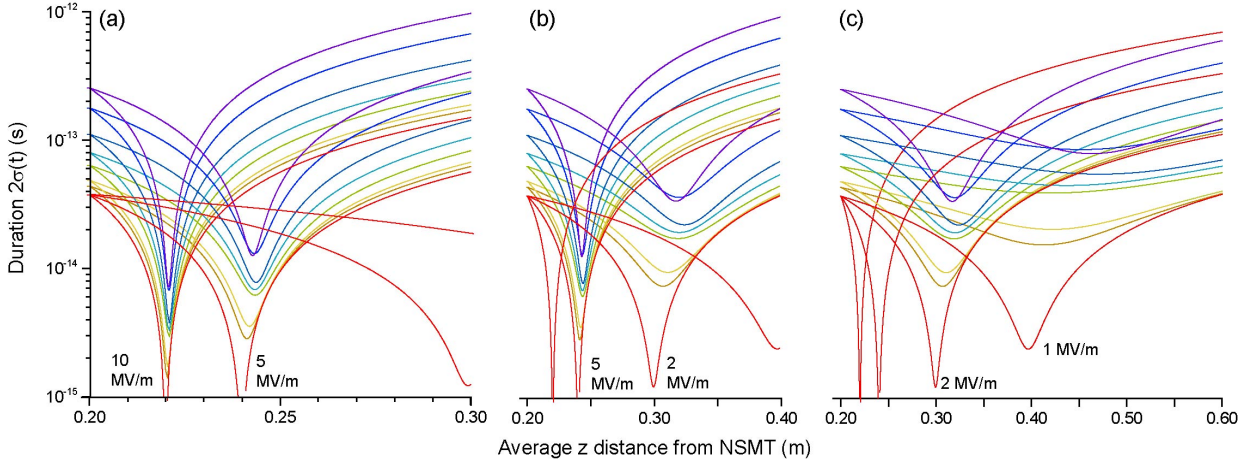 (a)
(b)
(c)
Duration 2σ(t) (s)
10⁻¹²
10⁻¹³
10⁻¹⁴
10⁻¹⁵
10
MV/m
5
MV/m
5
MV/m
2
MV/m
1 MV/m
2 MV/m
0.20
0.25
0.30
0.20
0.30
0.40
0.20
0.30
0.40
0.50
0.60
Average z distance from NSMT (m)